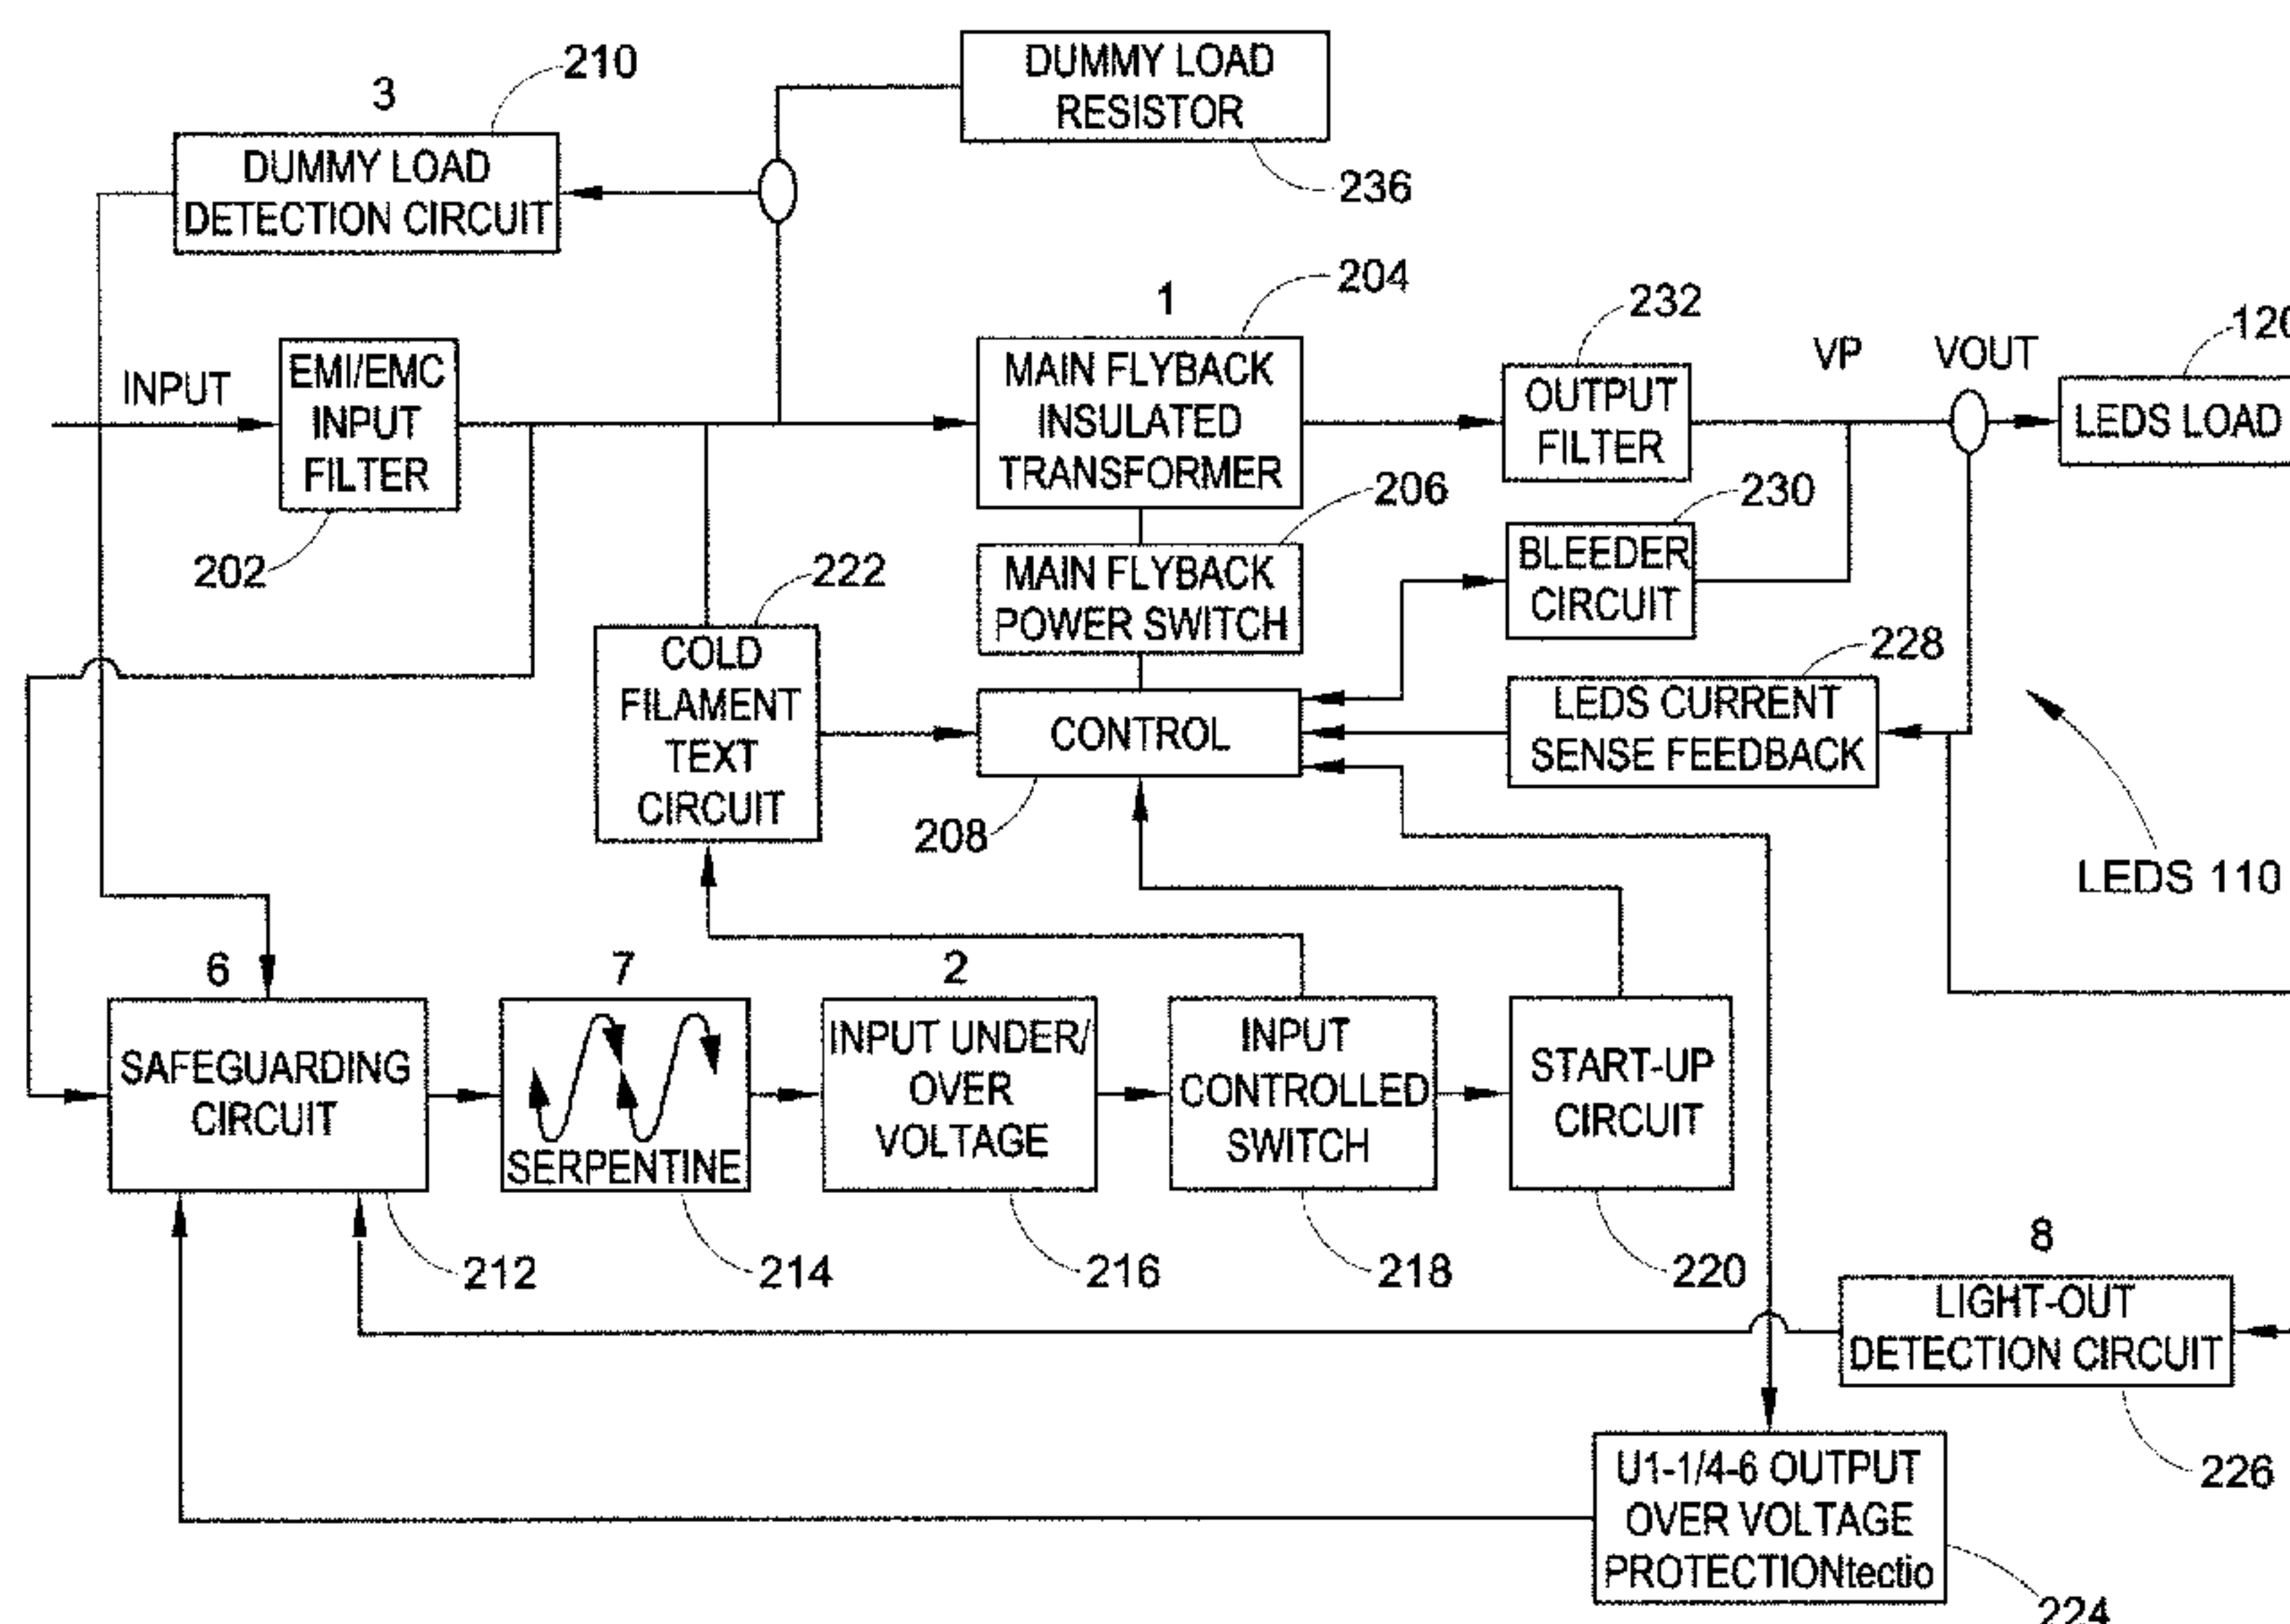 210
3
DUMMY LOAD
RESISTOR
DUMMY LOAD
DETECTION CIRCUIT
236
204
1
232
120
INPUT
EMI/EMC
INPUT
FILTER
MAIN FLYBACK
INSULATED
TRANSFORMER
OUTPUT
FILTER
VP
VOUT
LEDS LOAD
202
206
230
222
MAIN FLYBACK
POWER SWITCH
BLEEDER
CIRCUIT
COLD
FILAMENT
TEXT
CIRCUIT
228
CONTROL
LEDS CURRENT
SENSE FEEDBACK
208
LEDS 110
6
7
2
SAFEGUARDING
CIRCUIT
SERPENTINE
INPUT UNDER/
OVER
VOLTAGE
INPUT
CONTROLLED
SWITCH
START-UP
CIRCUIT
212
214
216
218
220
8
LIGHT-OUT
DETECTION CIRCUIT
226
U1-1/4-6 OUTPUT
OVER VOLTAGE
PROTECTIONtectio
224